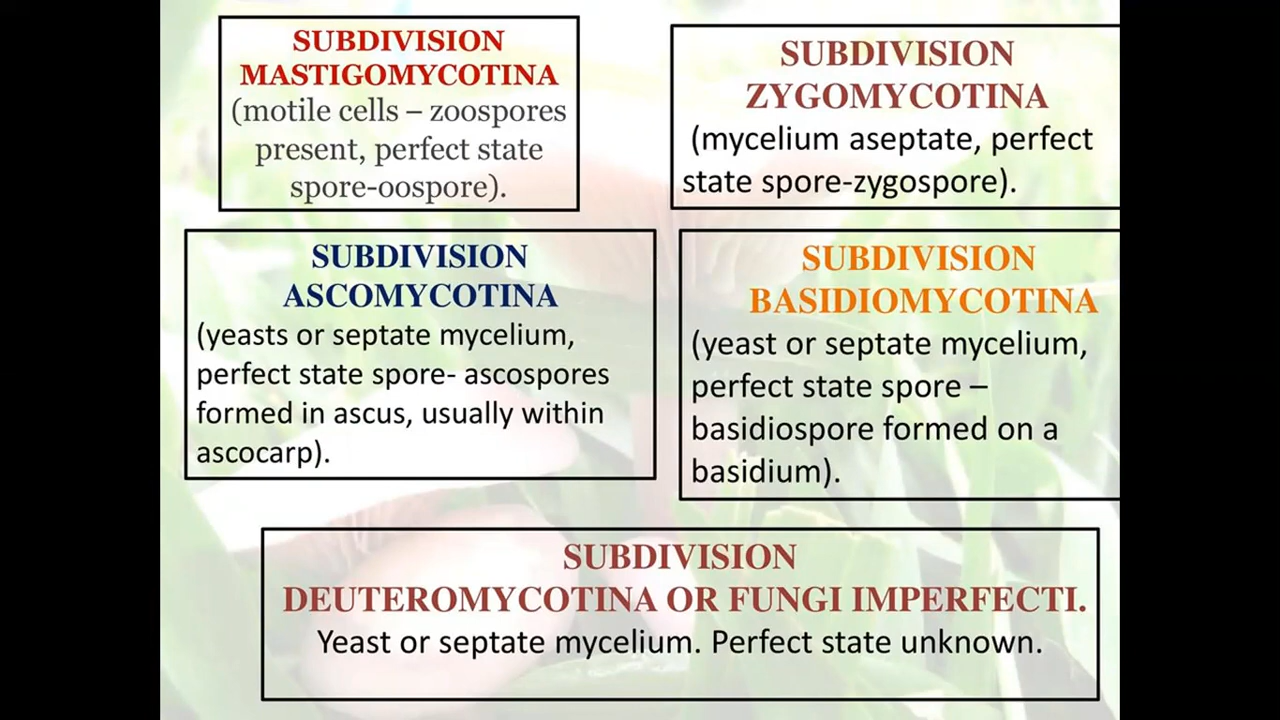 SUBDIVISION
MASTIGOMYCOTINA
(motile cells – zoospores
present, perfect state
spore-oospore).
SUBDIVISION
ZYGOMYCOTINA
(mycelium aseptate, perfect
state spore-zygospore).
SUBDIVISION
ASCOMYCOTINA
(yeasts or septate mycelium,
perfect state spore- ascospores
formed in ascus, usually within
ascocarp).
SUBDIVISION
BASIDIOMYCOTINA
(yeast or septate mycelium,
perfect state spore –
basidiospore formed on a
basidium).
SUBDIVISION
DEUTEROMYCOTINA OR FUNGI IMPERFECTI.
Yeast or septate mycelium. Perfect state unknown.